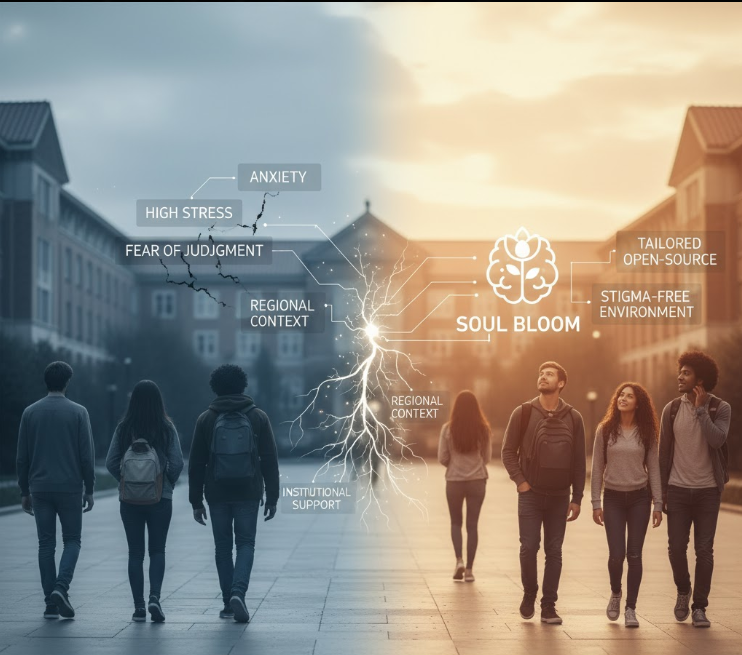 ANXIETY
HIGH STRESS
FEAR OF JUDJGMENT
REGIONAL
CONTEXT
SOUL BLOOM
TAILORED
OPEN-SOURCE
STIGMA-FREE
ENVIRONMENT
REGIONAL
CONTEXT
INSTITIONAL
SUPPORT